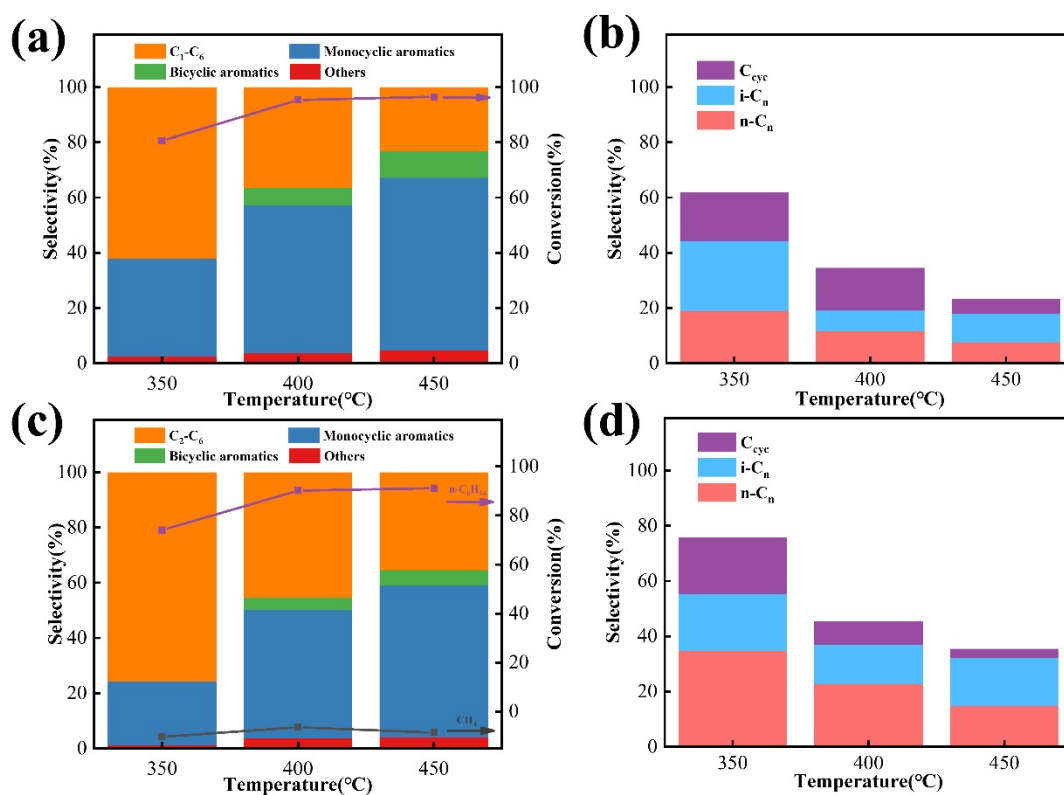 (a)
C₁-C₆
Monocyclic aromatics
Bicyclic aromatics
Others
100
80
60
40
20
0
Selectivity(%)
100
80
60
40
20
0
Conversion(%)
350
400
450
Temperature(℃)
(b)
C_cyc
i-Cₙ
n-Cₙ
100
80
60
40
20
0
Selectivity(%)
350
400
450
Temperature(℃)
(c)
C₂-C₆
Monocyclic aromatics
Bicyclic aromatics
Others
100
80
60
40
20
0
Selectivity(%)
n-C₆H₁₄
CH₄
100
80
60
40
20
0
Conversion(%)
350
400
450
Temperature(℃)
(d)
C_cyc
i-Cₙ
n-Cₙ
100
80
60
40
20
0
Selectivity(%)
350
400
450
Temperature(℃)